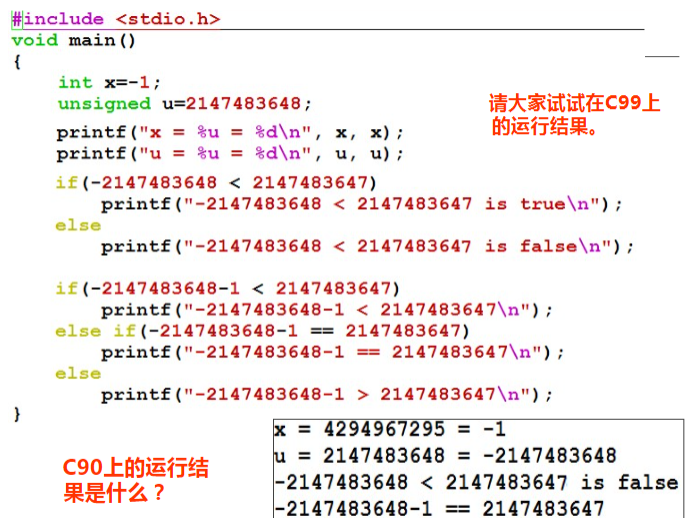 #include <stdio.h>
void main()
{
int x=-1;
unsigned u=2147483648;
请大家试试在C99上
的运行结果。
printf("x = %u = %d\n", x, x);
printf("u = %u = %d\n", u, u);
if(-2147483648 < 2147483647)
printf("-2147483648 < 2147483647 is true\n");
else
printf("-2147483648 < 2147483647 is false\n");
if(-2147483648-1 < 2147483647)
printf("-2147483648-1 < 2147483647\n");
else if(-2147483648-1 == 2147483647)
printf("-2147483648-1 == 2147483647\n");
else
printf("-2147483648-1 > 2147483647\n");
}
C90上的运行结
果是什么？
x = 4294967295 = -1
u = 2147483648 = -2147483648
-2147483648 < 2147483647 is false
-2147483648-1 == 2147483647